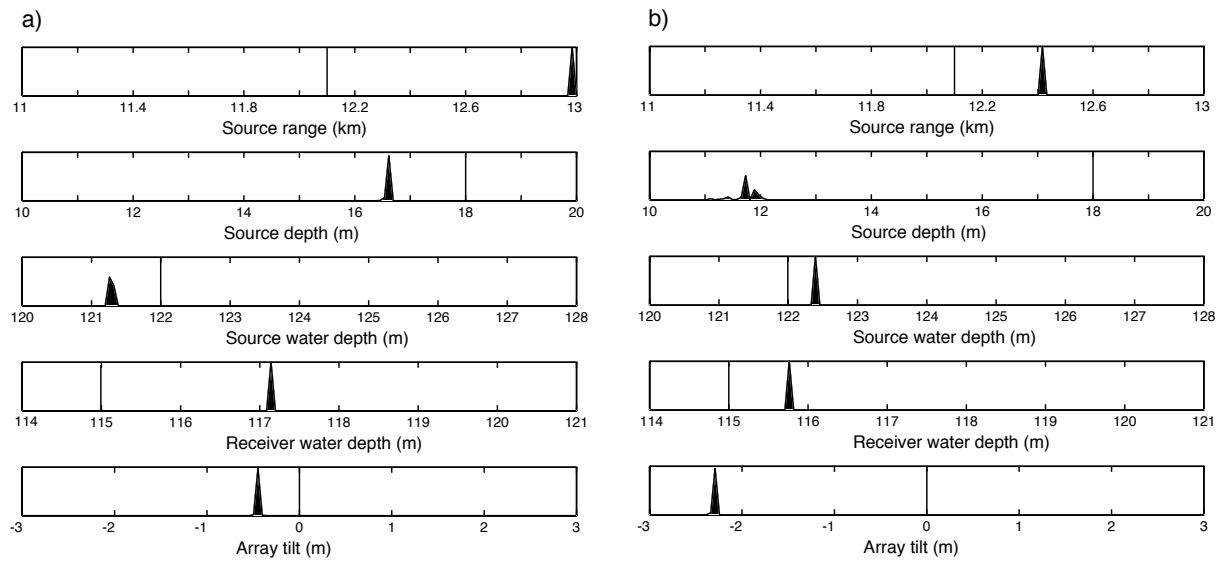 a)
11 11.4 11.8 12.2 12.6 13
Source range (km)
10 12 14 16 18 20
Source depth (m)
120 121 122 123 124 125 126 127 128
Source water depth (m)
114 115 116 117 118 119 120 121
Receiver water depth (m)
-3 -2 -1 0 1 2 3
Array tilt (m)
b)
11 11.4 11.8 12.2 12.6 13
Source range (km)
10 12 14 16 18 20
Source depth (m)
120 121 122 123 124 125 126 127 128
Source water depth (m)
114 115 116 117 118 119 120 121
Receiver water depth (m)
-3 -2 -1 0 1 2 3
Array tilt (m)